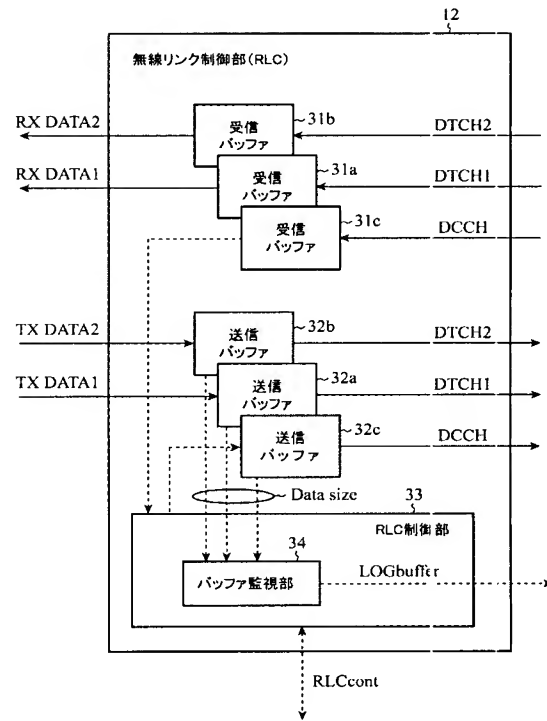 12
無線リンク制御部(RLC)
RX DATA2
受信
バッファ
31b
DTCH2
RX DATA1
受信
バッファ
31a
DTCH1
受信
バッファ
31c
DCCH
TX DATA2
送信
バッファ
32b
DTCH2
TX DATA1
送信
バッファ
32a
DTCH1
送信
バッファ
32c
DCCH
Data size
33
RLC制御部
34
バッファ監視部
LOGbuffer
RLCcont